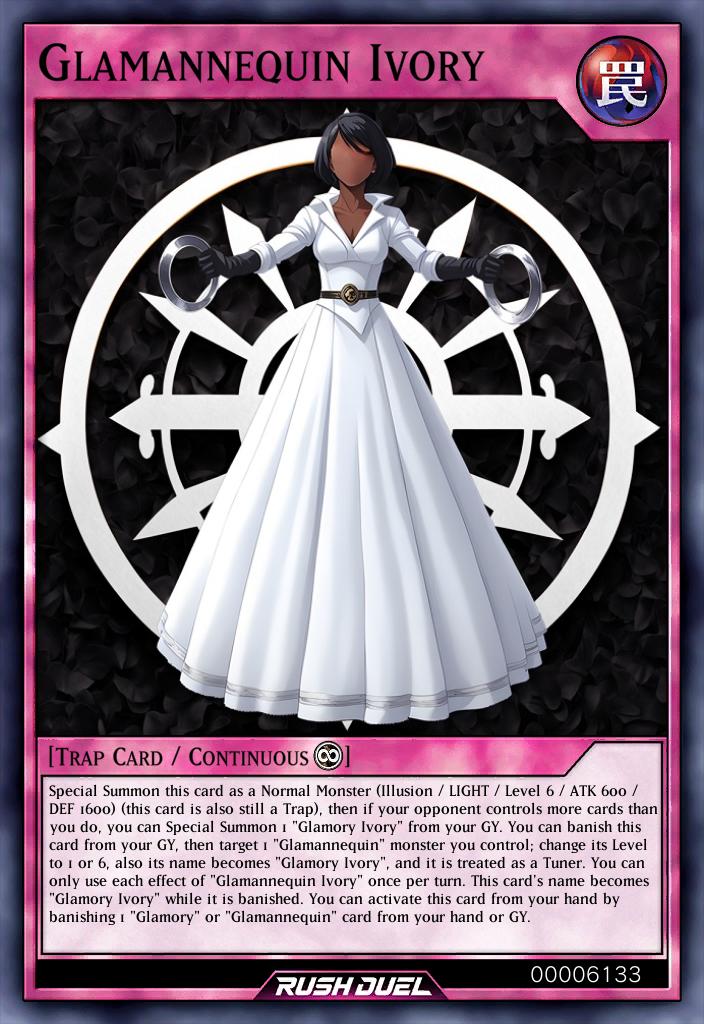 Glamannequin Ivory
罠
[Trap Card / Continuous ♾]
Special Summon this card as a Normal Monster (Illusion / LIGHT / Level 6 / ATK 600 /
DEF 1600) (this card is also still a Trap), then if your opponent controls more cards than
you do, you can Special Summon 1 "Glamory Ivory" from your GY. You can banish this
card from your GY, then target 1 "Glamannequin" monster you control; change its Level
to 1 or 6, also its name becomes "Glamory Ivory", and it is treated as a Tuner. You can
only use each effect of "Glamannequin Ivory" once per turn. This card's name becomes
"Glamory Ivory" while it is banished. You can activate this card from your hand by
banishing 1 "Glamory" or "Glamannequin" card from your hand or GY.
00006133
RUSH DUEL